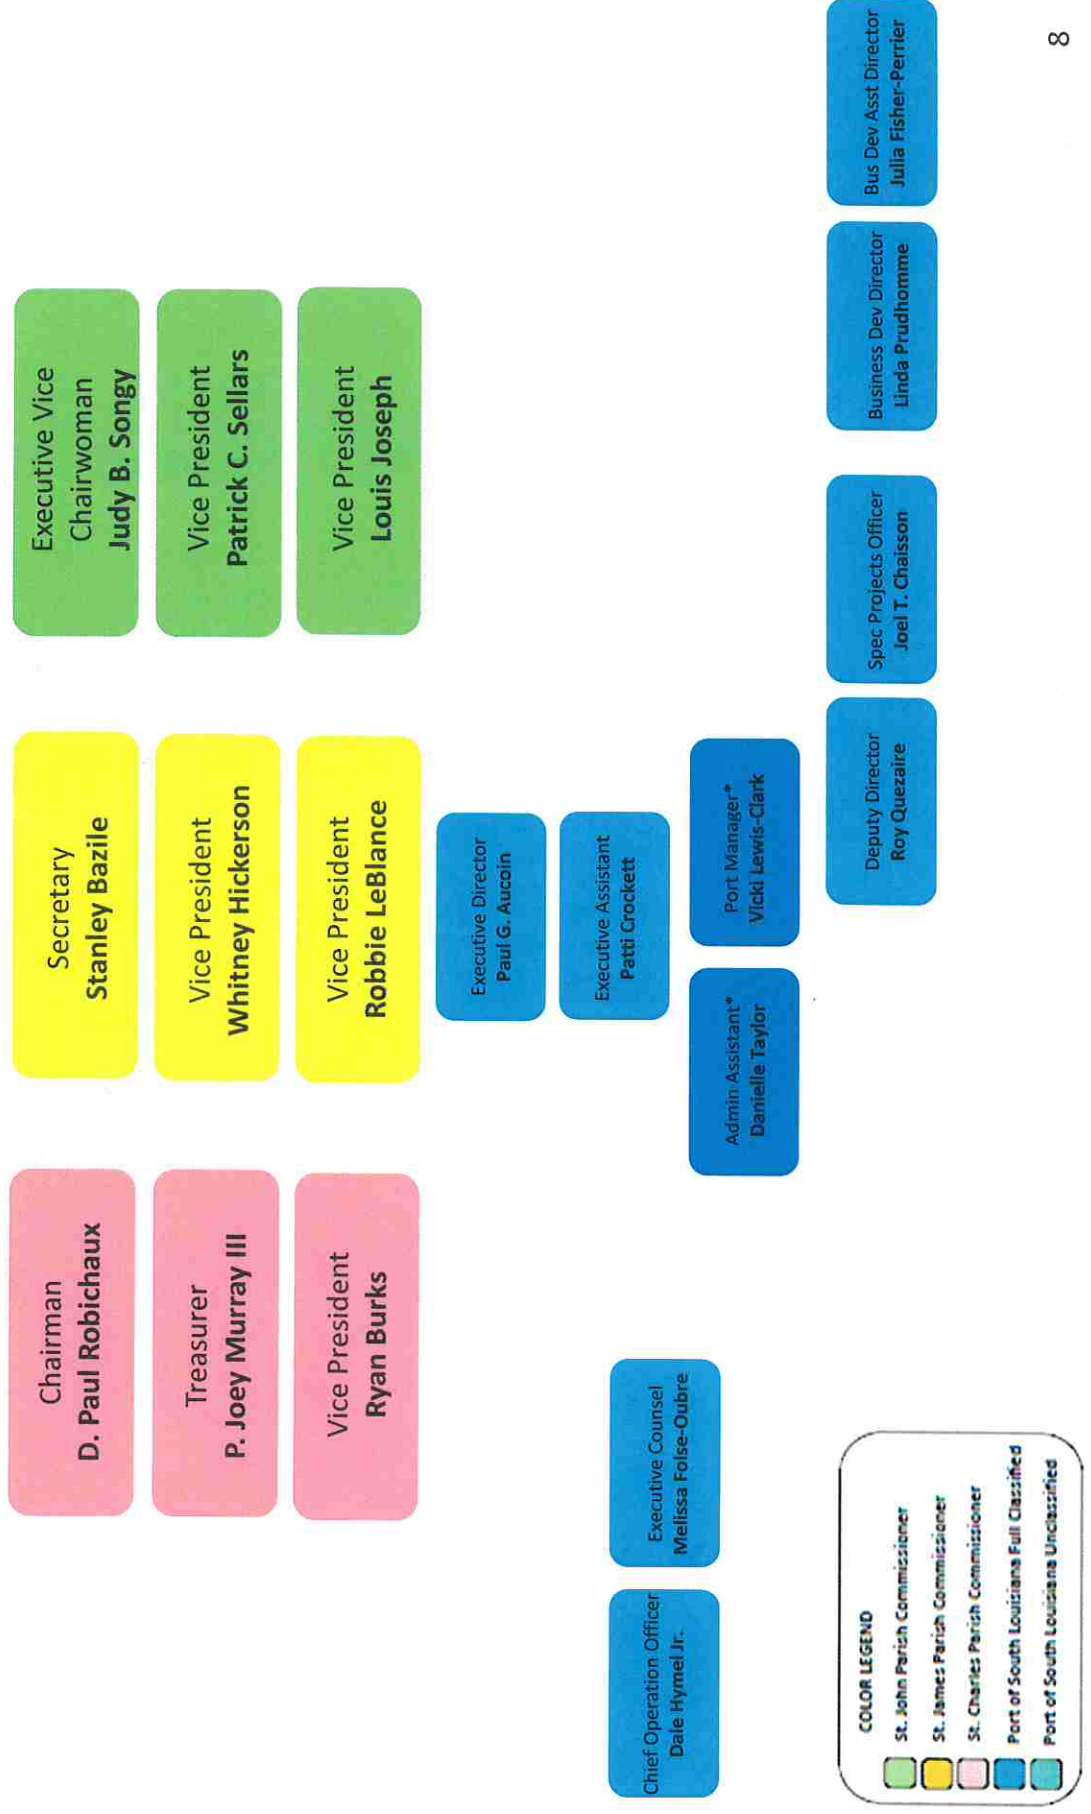 Chairman
D. Paul Robichaux
Secretary
Stanley Bazile
Executive Vice
Chairwoman
Judy B. Songy
Treasurer
P. Joey Murray III
Vice President
Whitney Hickerson
Vice President
Patrick C. Sellars
Vice President
Ryan Burks
Vice President
Robbie LeBlance
Vice President
Louis Joseph
Executive Director
Paul G. Aucoin
Executive Assistant
Patti Crockett
Chief Operation Officer
Dale Hymel Jr.
Executive Counsel
Melissa Folse-Oubre
Admin Assistant*
Danielle Taylor
Port Manager*
Vicki Lewis-Clark
Deputy Director
Roy Quezaire
Spec Projects Officer
Joel T. Chaisson
Business Dev Director
Linda Prudhomme
Bus Dev Asst Director
Julia Fisher-Perrier
COLOR LEGEND
St. John Parish Commissioner
St. James Parish Commissioner
St. Charles Parish Commissioner
Port of South Louisiana Full Classified
Port of South Louisiana Unclassified
8